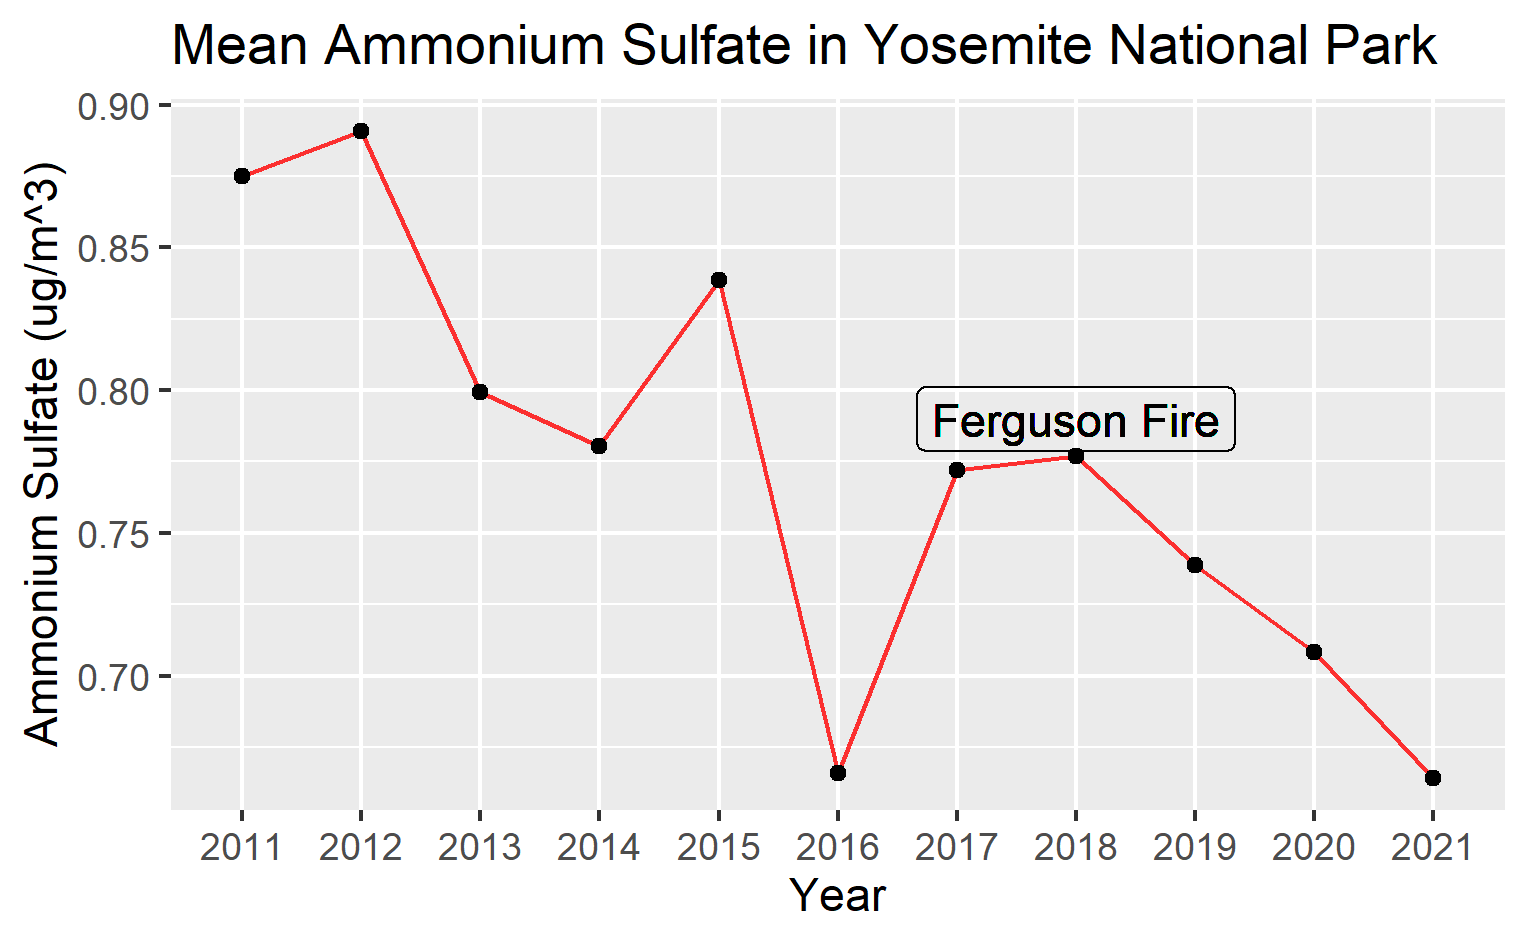 Mean Ammonium Sulfate in Yosemite National Park
Ammonium Sulfate (ug/m^3)
0.90
0.85
0.80
0.75
0.70
Ferguson Fire
2011 2012 2013 2014 2015 2016 2017 2018 2019 2020 2021
Year